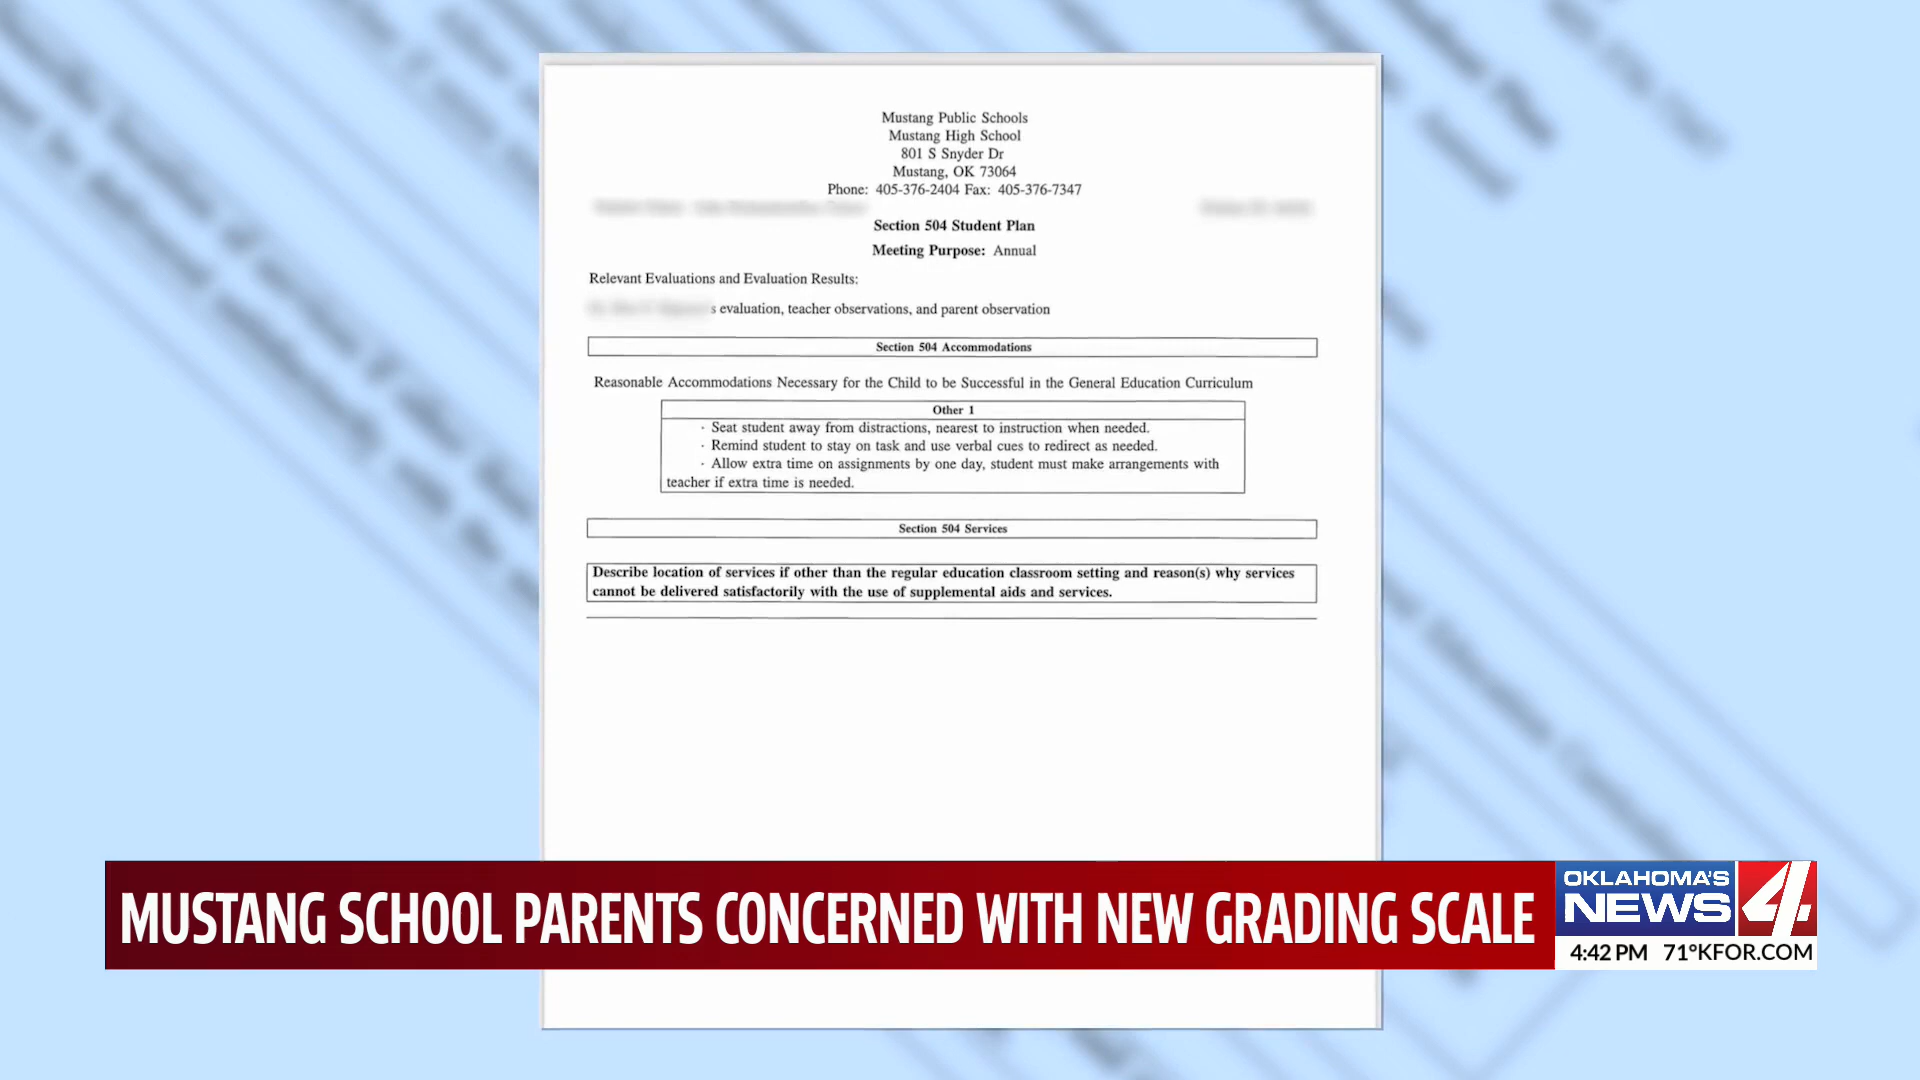 Mustang Public Schools
Mustang High School
801 S Snyder Dr
Mustang, OK 73064
Phone: 405-376-2404 Fax: 405-376-7347
Section 504 Student Plan
Meeting Purpose: Annual
Relevant Evaluations and Evaluation Results:
s evaluation, teacher observations, and parent observation
Section 504 Accommodations
Reasonable Accommodations Necessary for the Child to be Successful in the General Education Curriculum
Other 1
· Seat student away from distractions, nearest to instruction when needed.
· Remind student to stay on task and use verbal cues to redirect as needed.
· Allow extra time on assignments by one day, student must make arrangements with
teacher if extra time is needed.
Section 504 Services
Describe location of services if other than the regular education classroom setting and reason(s) why services
cannot be delivered satisfactorily with the use of supplemental aids and services.
MUSTANG SCHOOL PARENTS CONCERNED WITH NEW GRADING SCALE
OKLAHOMA'S
NEWS 4
4:42 PM 71° KFOR.COM